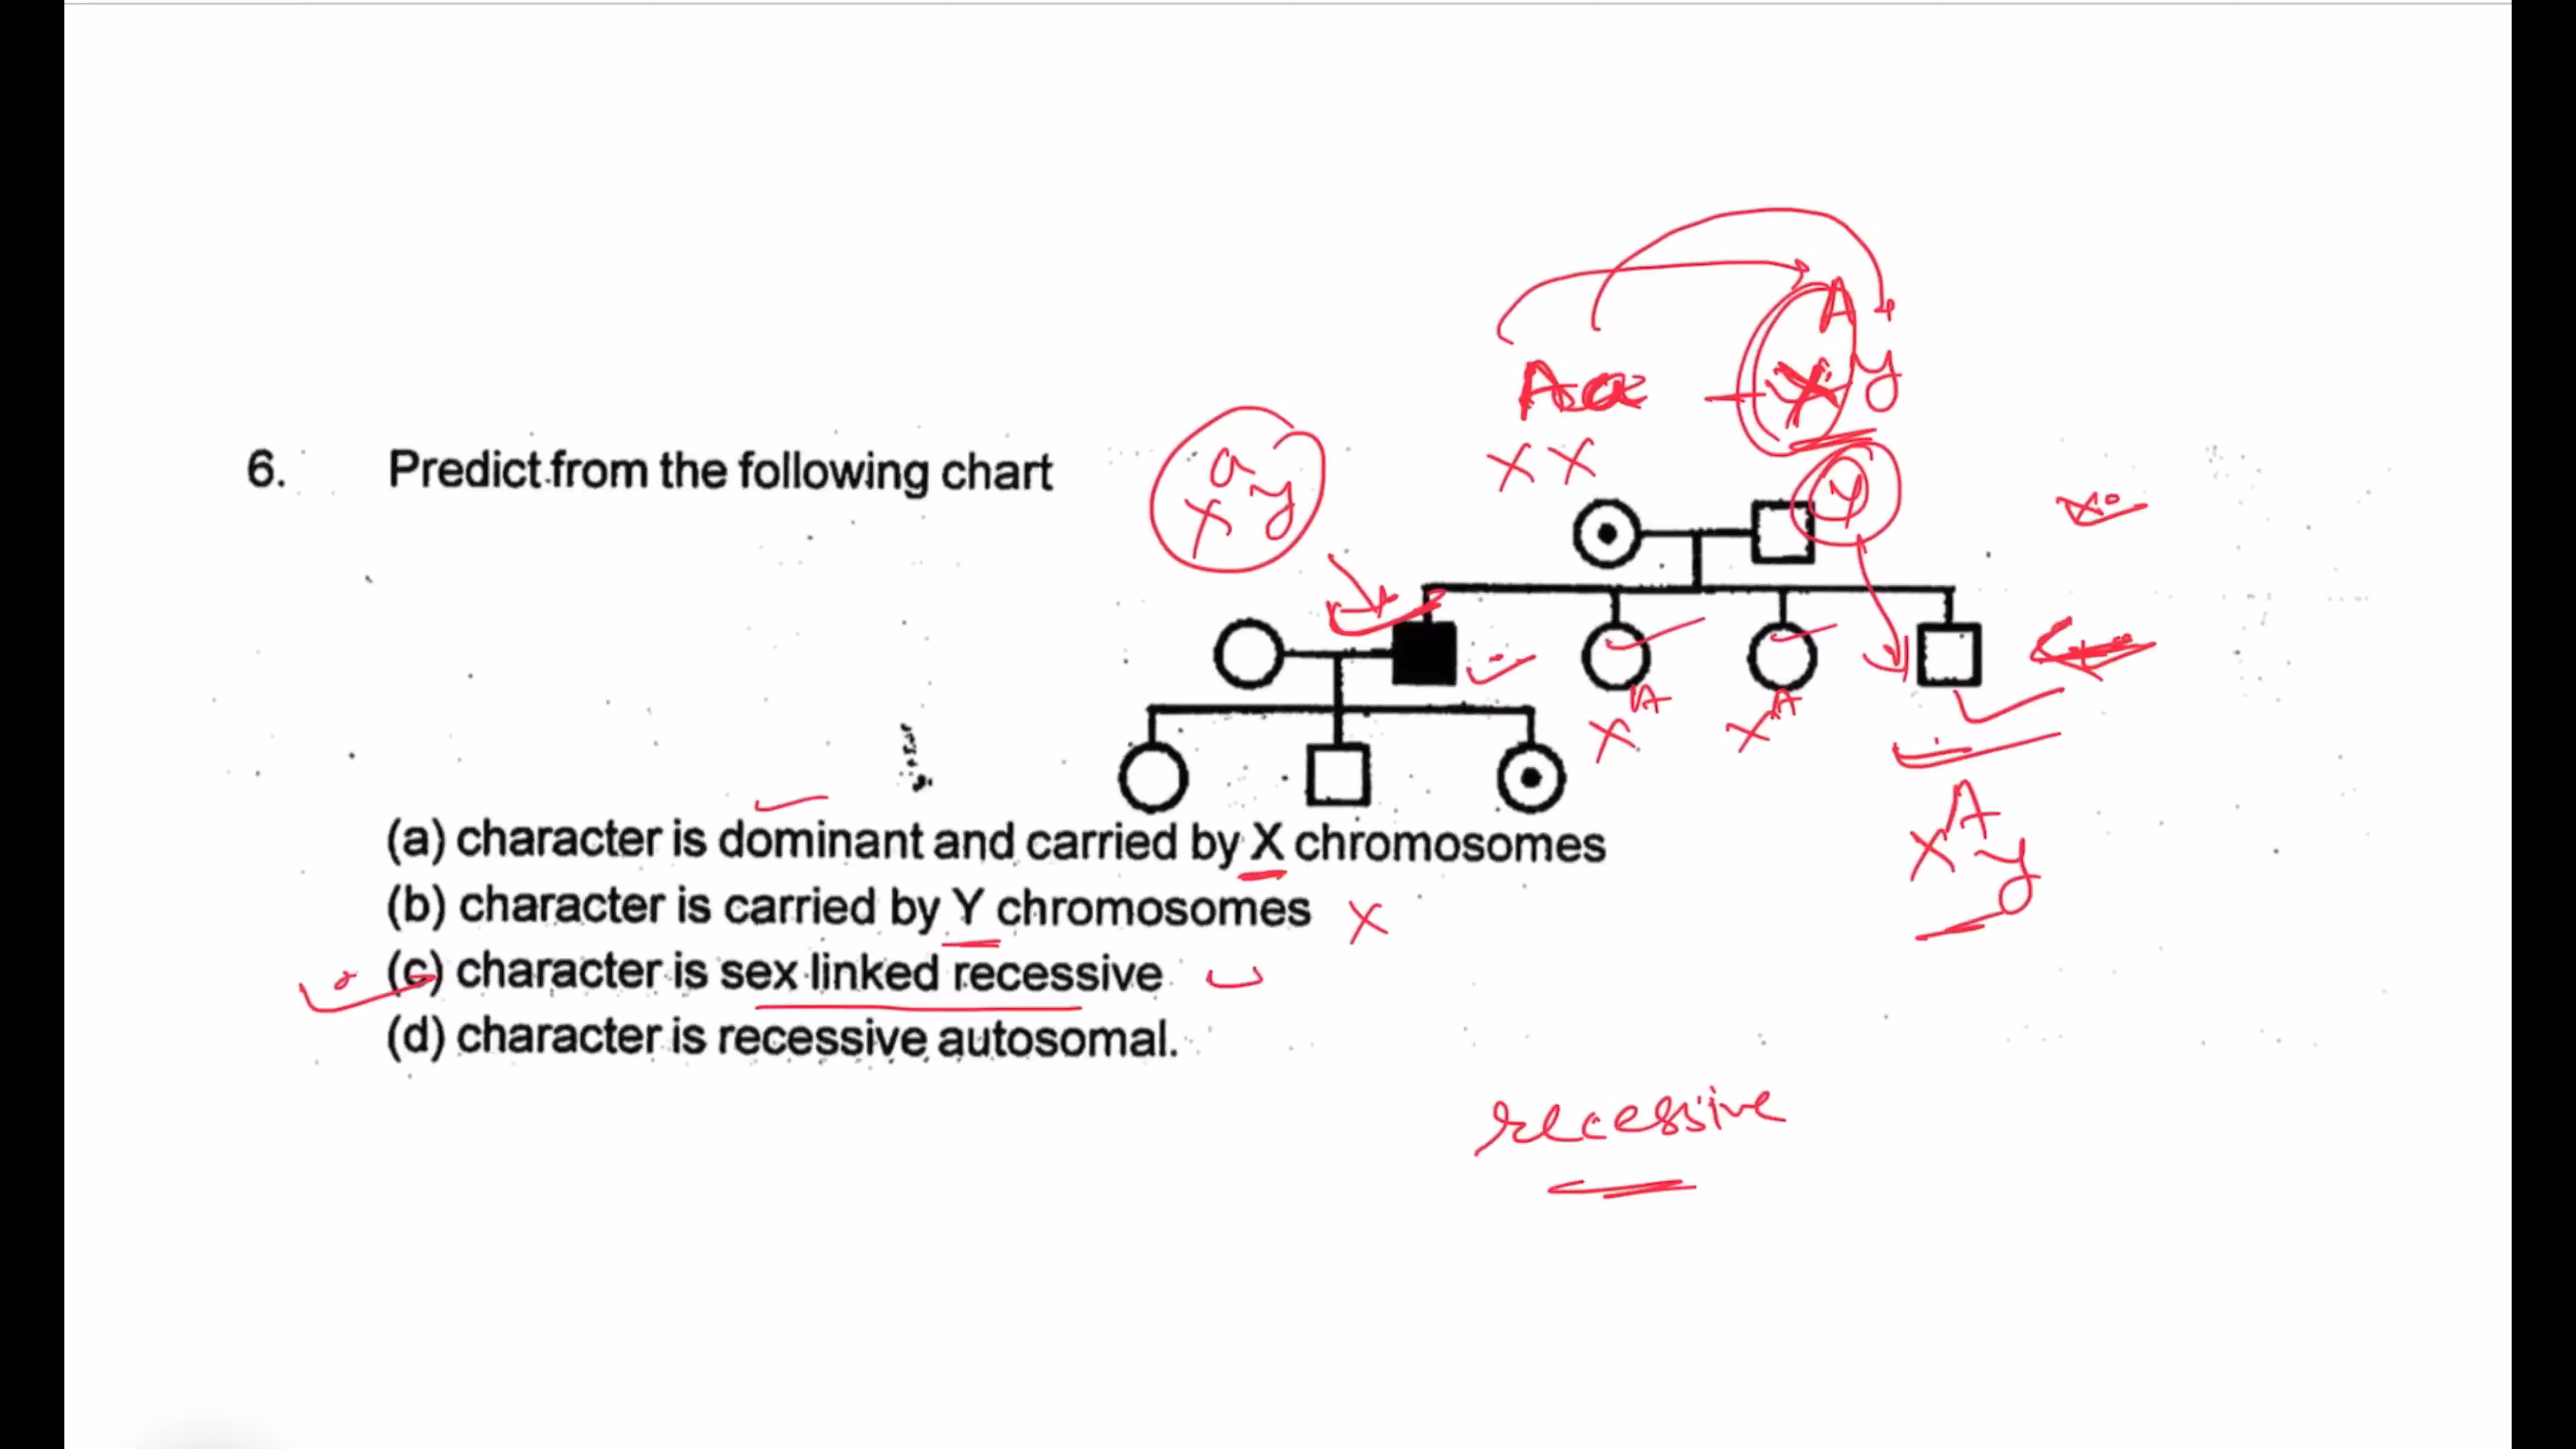 A
Aa
X y
X X
a
X y
y
6. Predict from the following chart
X A
X A
X A y
(a) character is dominant and carried by X chromosomes
(b) character is carried by Y chromosomes X
(c) character is sex linked recessive
(d) character is recessive autosomal.
recessive